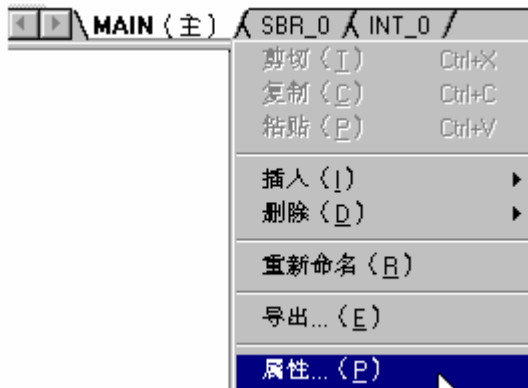 MAIN（主） SBR_0 INT_0
剪切（T） Ctrl+X
复制（C） Ctrl+C
粘贴（P） Ctrl+V
插入（I）
删除（D）
重新命名（R）
导出...（E）
属性...（P）